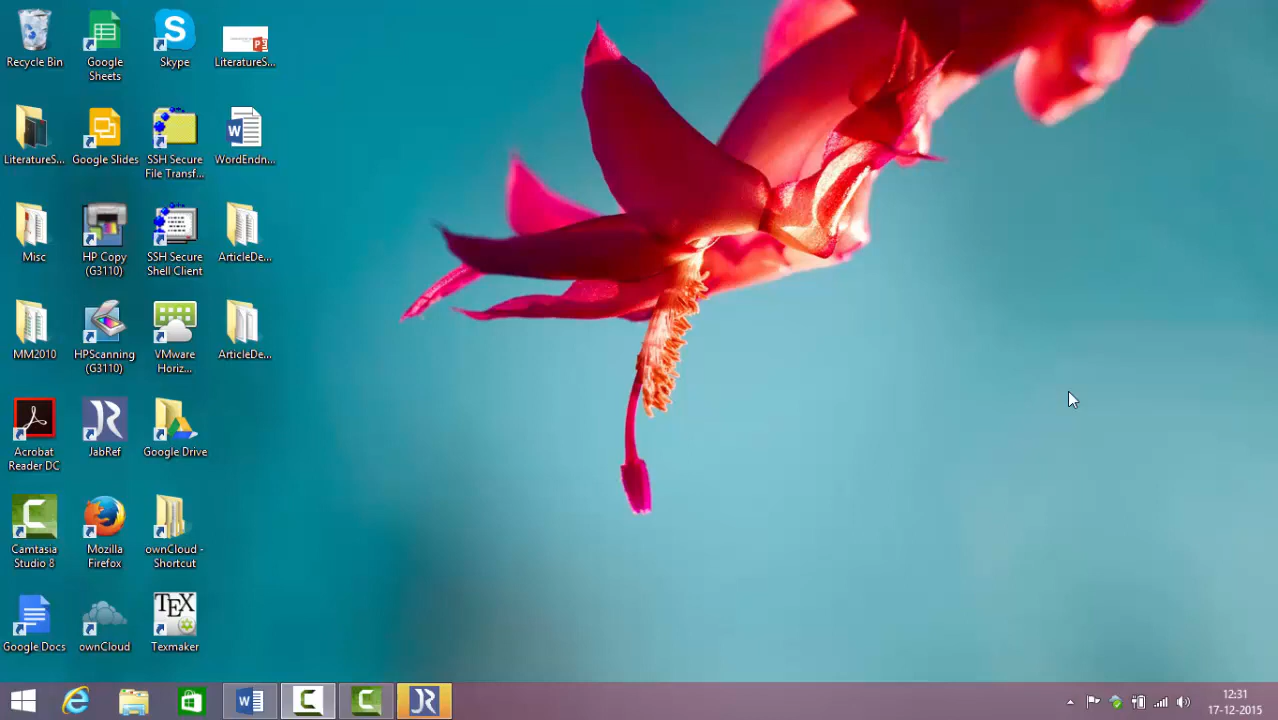 Recycle Bin
Google
Sheets
Skype
LiteratureS...
LiteratureS...
Google Slides
SSH Secure
File Transf...
WordEndn...
Misc
HP Copy
(G3110)
SSH Secure
Shell Client
ArticleDe...
MM2010
HPScanning
(G3110)
VMware
Horiz...
ArticleDe...
Acrobat
Reader DC
JabRef
Google Drive
Camtasia
Studio 8
Mozilla
Firefox
ownCloud -
Shortcut
Google Docs
ownCloud
TEX
Texmaker
12:31
17-12-2015